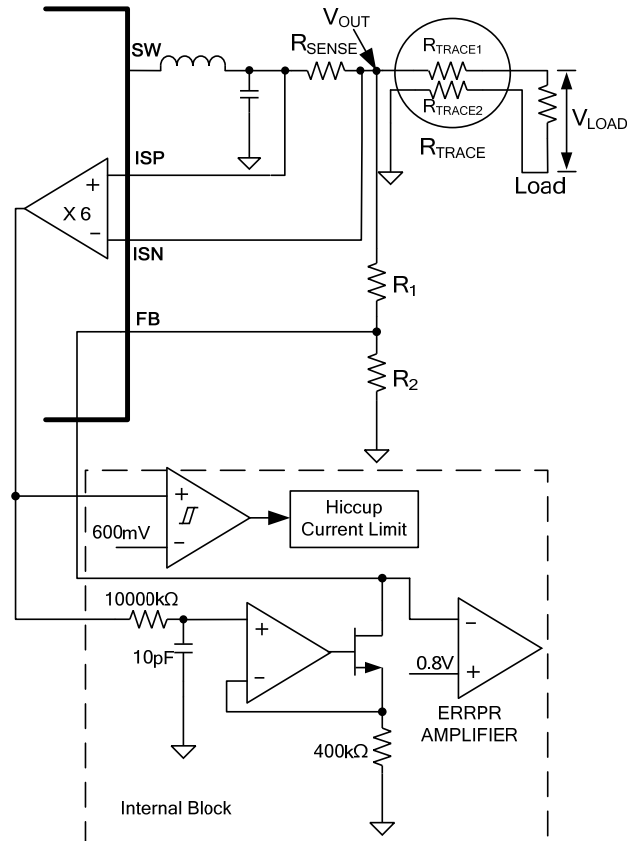 VOUT
SW
RSENSE
RTRACE1
RTRACE2
VLOAD
RTRACE
Load
ISP
+
X 6
−
ISN
R1
FB
R2
+
Hiccup
Current Limit
600mV
−
10000kΩ
10pF
+
−
−
0.8V
+
ERRPR
AMPLIFIER
400kΩ
Internal Block